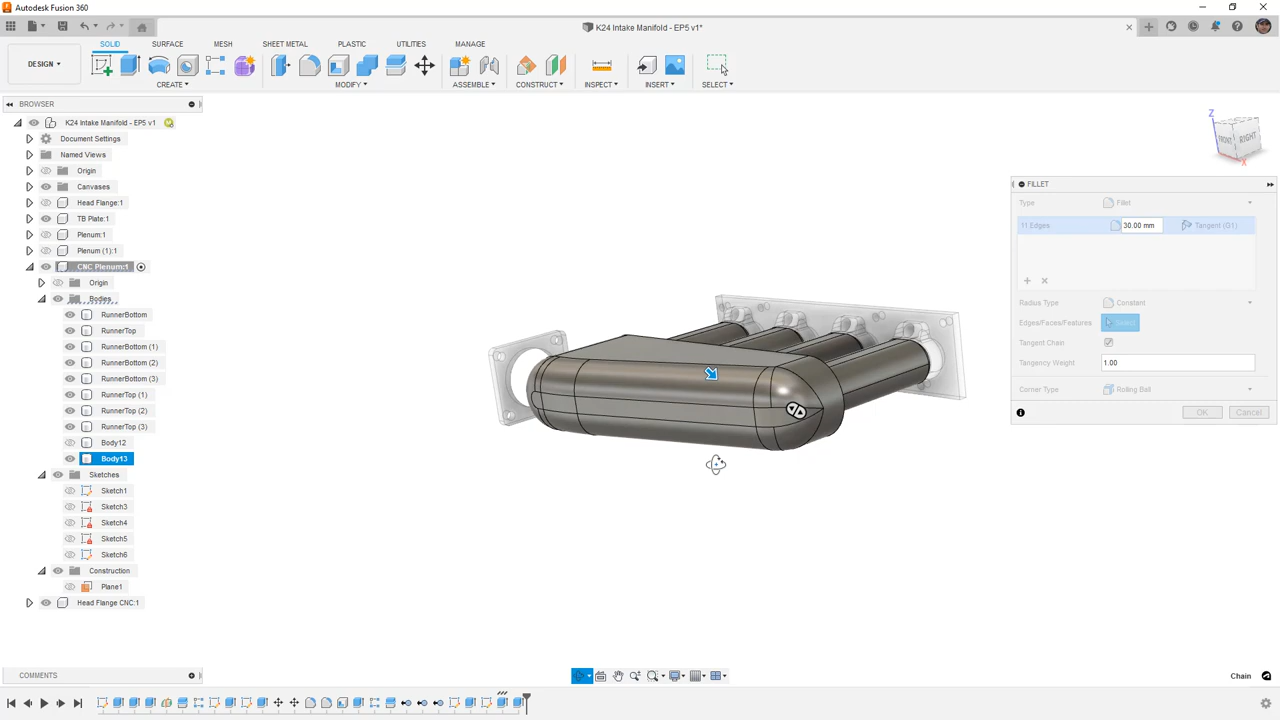 Autodesk Fusion 360
K24 Intake Manifold - EP5 v1*
SOLID SURFACE MESH SHEET METAL PLASTIC UTILITIES MANAGE
DESIGN
CREATE MODIFY ASSEMBLE CONSTRUCT INSPECT INSERT SELECT
BROWSER
K24 Intake Manifold - EP5 v1
Document Settings
Named Views
Origin
Canvases
Head Flange:1
TB Plate:1
Plenum:1
Plenum (1):1
CNC Plenum:1
Origin
Bodies
RunnerBottom
RunnerTop
RunnerBottom (1)
RunnerBottom (2)
RunnerBottom (3)
RunnerTop (1)
RunnerTop (2)
RunnerTop (3)
Body12
Body13
Sketches
Sketch1
Sketch3
Sketch4
Sketch5
Sketch6
Construction
Plane1
Head Flange CNC:1
COMMENTS
Z
FRONT RIGHT
X
FILLET
Type Fillet
11 Edges 30.00 mm Tangent (G1)
Radius Type Constant
Edges/Faces/Features Select
Tangent Chain
Tangency Weight 1.00
Corner Type Rolling Ball
OK Cancel
Chain